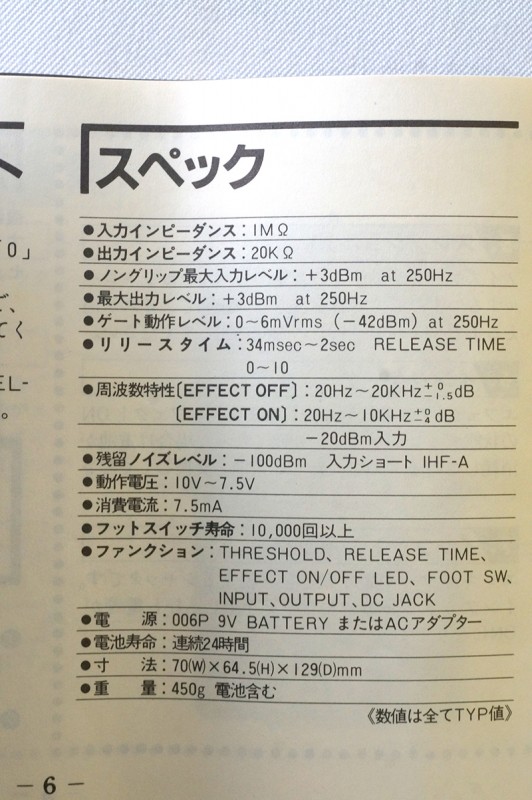 スペック
●入力インピーダンス：1MΩ
●出力インピーダンス：20KΩ
●ノングリップ最大入力レベル：+3dBm at 250Hz
●最大出力レベル：+3dBm at 250Hz
●ゲート動作レベル：0～6mVrms (−42dBm) at 250Hz
●リリースタイム：34msec～2sec RELEASE TIME
0～10
●周波数特性〔EFFECT OFF〕：20Hz～20KHz +0 −1.5dB
〔EFFECT ON〕：20Hz～10KHz +0 −4 dB
−20dBm入力
●残留ノイズレベル：−100dBm 入力ショート IHF-A
●動作電圧：10V～7.5V
●消費電流：7.5mA
●フットスイッチ寿命：10,000回以上
●ファンクション：THRESHOLD、RELEASE TIME、
EFFECT ON/OFF LED、FOOT SW、
INPUT、OUTPUT、DC JACK
●電 源：006P 9V BATTERY またはACアダプター
●電池寿命：連続24時間
●寸 法：70(W)×64.5(H)×129(D)mm
●重 量：450g 電池含む
《数値は全てTYP値》
－6－